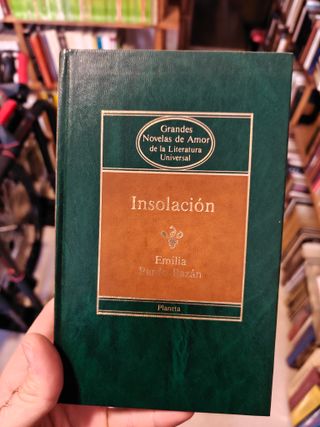 Grandes
Novelas de Amor
de la Literatura
Universal
Insolación
Emilia
Pardo Bazán
Planeta